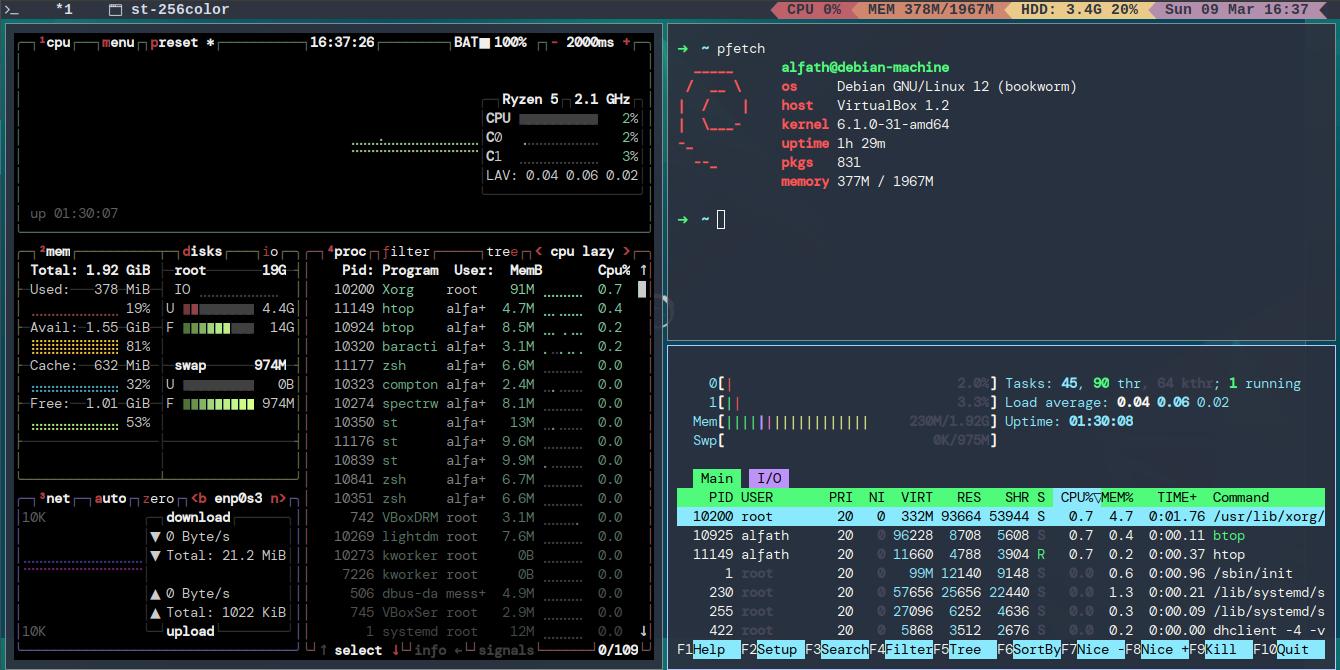 >_ *1 st-256color CPU 0% MEM 378M/1967M HDD: 3.4G 20% Sun 09 Mar 16:37
1cpu menu preset * 16:37:26 BAT■ 100% - 2000ms +
Ryzen 5 2.1 GHz
CPU 2%
C0 2%
C1 3%
LAV: 0.04 0.06 0.02
up 01:30:07
2mem
Total: 1.92 GiB
Used: 378 MiB
19%
Avail: 1.55 GiB
81%
Cache: 632 MiB
32%
Free: 1.01 GiB
53%
disks io
root 19G
IO
U 4.4G
F 14G
swap 974M
U 0B
F 974M
3net auto zero <b enp0s3 n>
10K
download
▼ 0 Byte/s
▼ Total: 21.2 MiB
▲ 0 Byte/s
▲ Total: 1022 KiB
10K
upload
4proc filter tree < cpu lazy >
Pid: Program User: MemB Cpu% ↑
10200 Xorg root 91M 0.7
11149 htop alfa+ 4.7M 0.4
10924 btop alfa+ 8.5M 0.2
10320 baracti alfa+ 3.1M 0.2
11177 zsh alfa+ 6.6M 0.0
10323 compton alfa+ 2.4M 0.0
10274 spectrw alfa+ 8.1M 0.0
10350 st alfa+ 13M 0.0
11176 st alfa+ 9.6M 0.0
10839 st alfa+ 9.9M 0.0
10841 zsh alfa+ 6.7M 0.0
10351 zsh alfa+ 6.6M 0.0
742 VBoxDRM root 3.1M 0.0
10269 lightdm root 7.6M 0.0
10273 kworker root 0B 0.0
7226 kworker root 0B 0.0
506 dbus-da mess+ 4.9M 0.0
745 VBoxSer root 2.9M 0.0
1 systemd root 12M 0.0 ↓
↑ select ↓ info ← signals 0/109
→ ~ pfetch
alfath@debian-machine
os Debian GNU/Linux 12 (bookworm)
host VirtualBox 1.2
kernel 6.1.0-31-amd64
uptime 1h 29m
pkgs 831
memory 377M / 1967M
→ ~
0[| 2.0%] Tasks: 45, 90 thr, 64 kthr; 1 running
1[|| 3.3%] Load average: 0.04 0.06 0.02
Mem[|||||||||||||||||| 230M/1.92G] Uptime: 01:30:08
Swp[ 0K/975M]
Main I/O
PID USER PRI NI VIRT RES SHR S CPU%▽MEM% TIME+ Command
10200 root 20 0 332M 93664 53944 S 0.7 4.7 0:01.76 /usr/lib/xorg/
10925 alfath 20 0 96228 8708 5608 S 0.7 0.4 0:00.11 btop
11149 alfath 20 0 11660 4788 3904 R 0.7 0.2 0:00.37 htop
1 root 20 0 99M 12140 9148 S 0.0 0.6 0:00.96 /sbin/init
230 root 20 0 57656 25656 22440 S 0.0 1.3 0:00.21 /lib/systemd/s
255 root 20 0 27096 6252 4636 S 0.0 0.3 0:00.09 /lib/systemd/s
422 root 20 0 5868 3512 2676 S 0.0 0.2 0:00.00 dhclient -4 -v
F1Help F2Setup F3SearchF4FilterF5Tree F6SortByF7Nice -F8Nice +F9Kill F10Quit